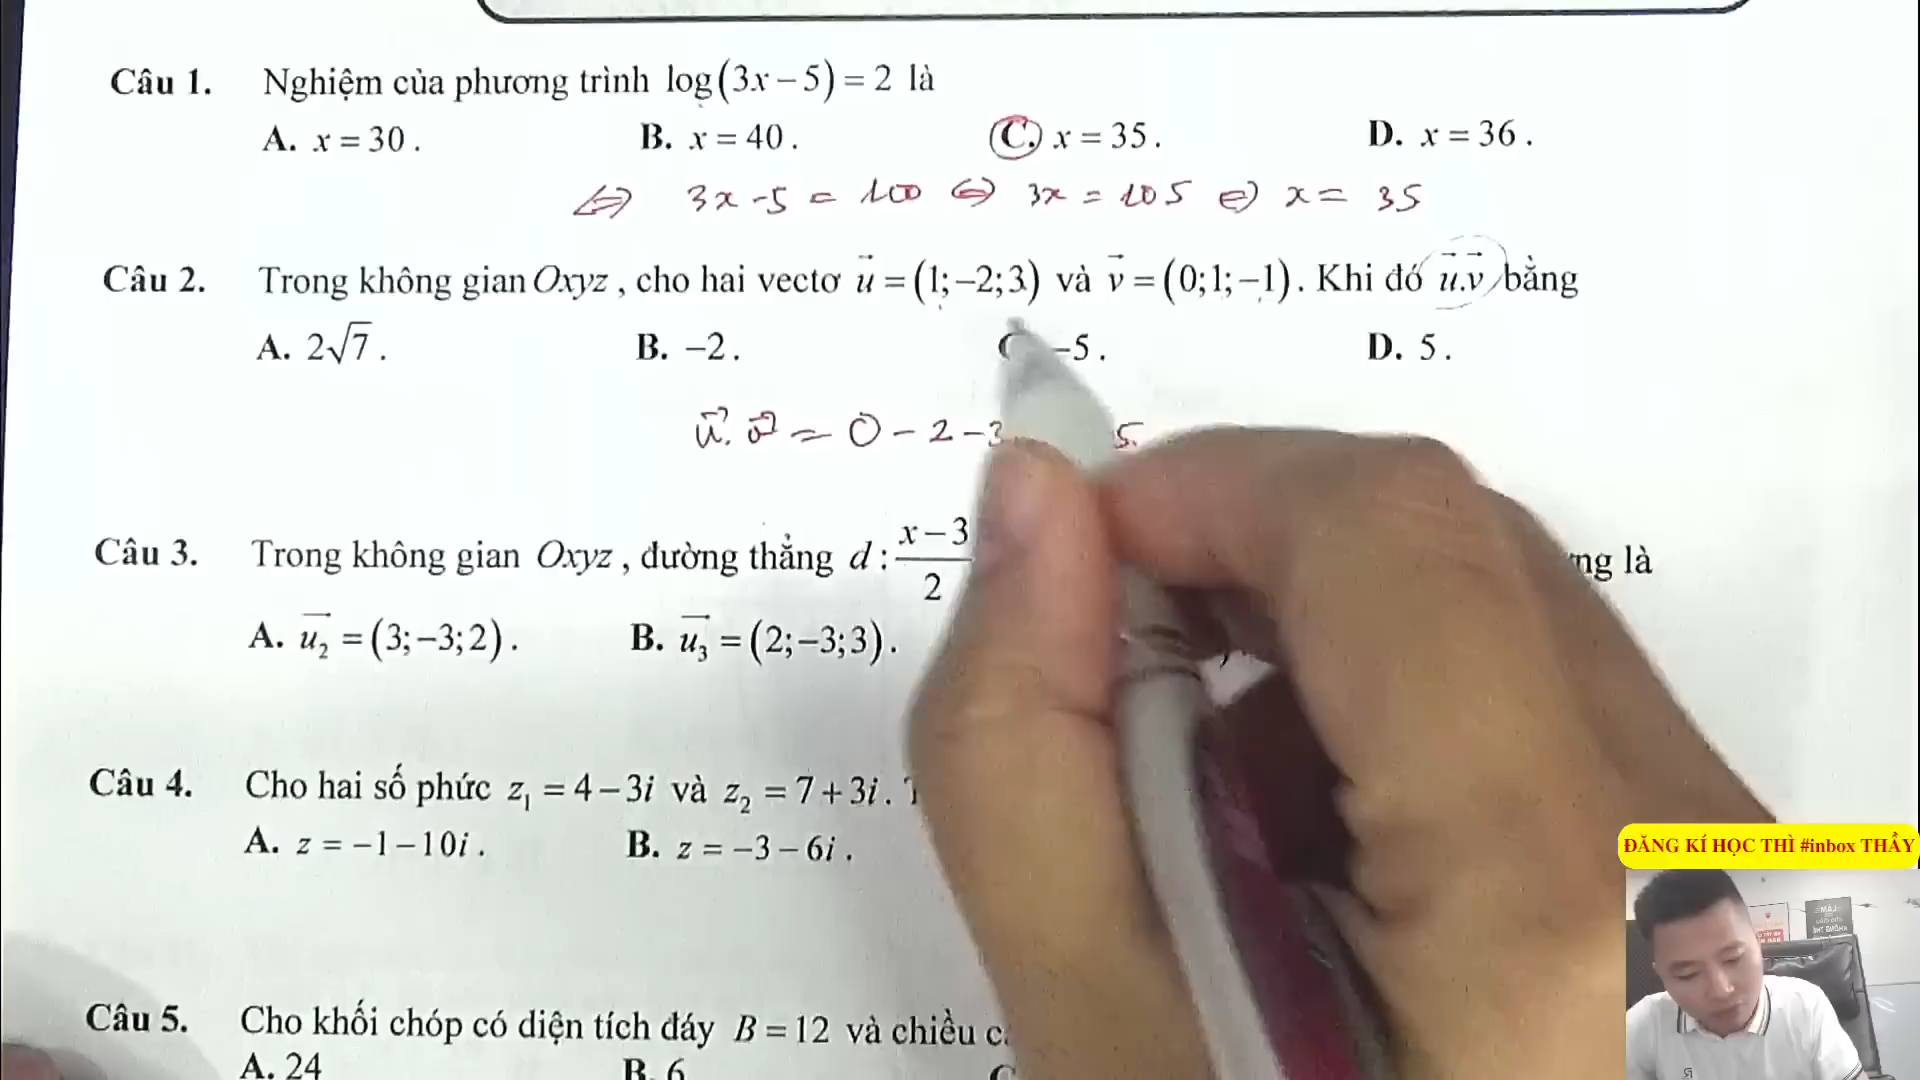 Câu 1. Nghiệm của phương trình log(3x – 5) = 2 là
A. x = 30 . B. x = 40 . C. x = 35 . D. x = 36 .
⇔ 3x - 5 = 100 ⇔ 3x = 105 ⇔ x = 35
Câu 2. Trong không gian Oxyz , cho hai vectơ u⃗ = (1;–2;3) và v⃗ = (0;1;–1). Khi đó u⃗.v⃗ bằng
A. 2√7 . B. –2 . –5 . D. 5 .
u⃗. v⃗ = 0 - 2 - 3 5.
Câu 3. Trong không gian Oxyz , đường thẳng d : (x – 3)/2 là
A. u₂⃗ = (3;–3;2). B. u₃⃗ = (2;–3;3).
Câu 4. Cho hai số phức z₁ = 4 – 3i và z₂ = 7 + 3i .
A. z = –1 – 10i . B. z = –3 – 6i .
Câu 5. Cho khối chóp có diện tích đáy B = 12 và chiều
A. 24 B. 6
ĐĂNG KÍ HỌC THÌ #inbox THẦY